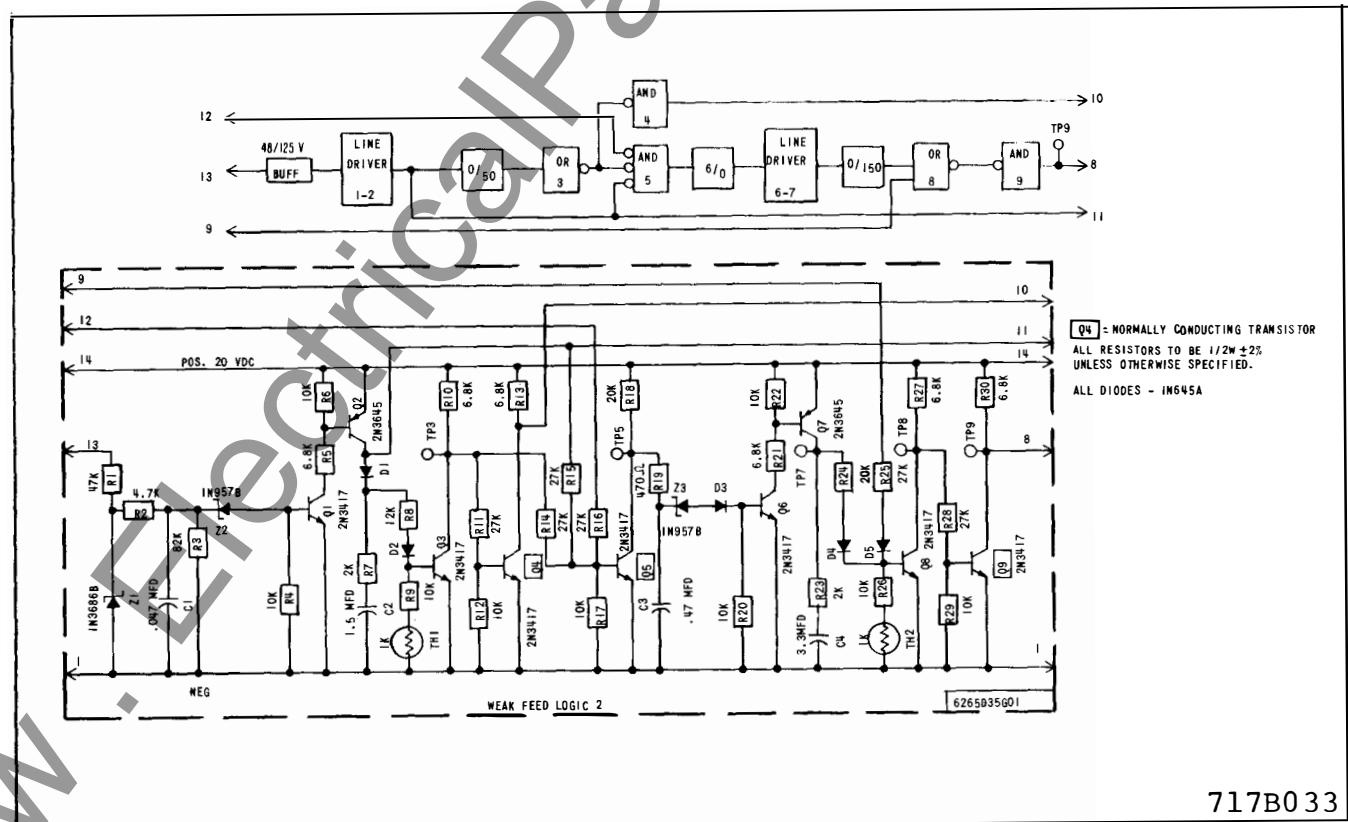 AND
4
10
12
TP9
48/125 V
BUFF
LINE
DRIVER
1-2
0/50
OR
3
AND
5
6/0
LINE
DRIVER
6-7
0/150
OR
8
AND
9
8
13
11
9
9
10
12
11
14
POS. 20 VDC
14
Q4 = NORMALLY CONDUCTING TRANSISTOR
ALL RESISTORS TO BE 1/2W ±2%
UNLESS OTHERWISE SPECIFIED.
ALL DIODES - IN645A
13
R1
47K
4.7K
R2
IN957B
Z2
82K
R3
IN3686B
Z1
.047 MFD
C1
10K
R4
10K
R6
6.8K
R5
Q2
2N3645
Q1
2N3417
D1
12K
R8
D2
2K
R7
1.5 MFD
C2
R9
10K
1K
TH1
TP3
R10
6.8K
Q3
2N3417
R11
27K
R12
10K
6.8K
R13
Q4
2N3417
R14
27K
27K
R15
27K
R16
10K
R17
20K
R18
TP5
2N3417
Q5
470Ω
R19
C3
.47 MFD
Z3
IN957B
D3
10K
R20
10K
R22
6.8K
R21
Q6
2N3417
Q7
2N3645
TP7
R24
20K
R25
D4
D5
R23
2K
3.3MFD
C4
10K
R26
1K
TH2
TP8
27K
R27
6.8K
2N3417
Q8
R28
27K
R29
10K
TP9
R30
6.8K
Q9
2N3417
8
1
NEG
1
WEAK FEED LOGIC 2
6265D35G01
717B033
www.ElectricalPa